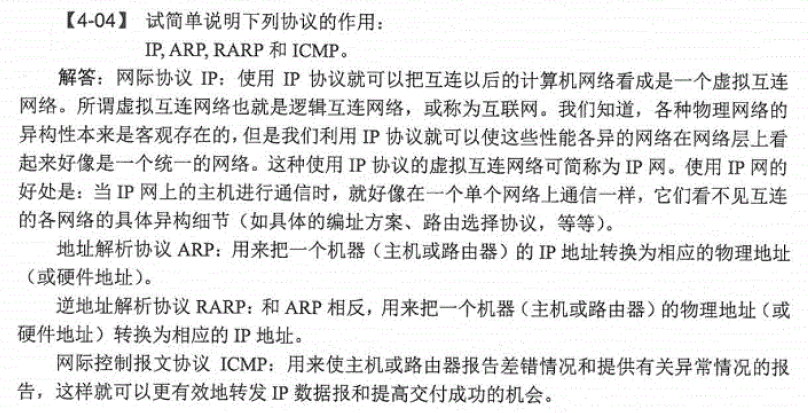 【4-04】 试简单说明下列协议的作用：
IP, ARP, RARP 和 ICMP。
解答：网际协议 IP：使用 IP 协议就可以把互连以后的计算机网络看成是一个虚拟互连
网络。所谓虚拟互连网络也就是逻辑互连网络，或称为互联网。我们知道，各种物理网络的
异构性本来是客观存在的，但是我们利用 IP 协议就可以使这些性能各异的网络在网络层上看
起来好像是一个统一的网络。这种使用 IP 协议的虚拟互连网络可简称为 IP 网。使用 IP 网的
好处是：当 IP 网上的主机进行通信时，就好像在一个单个网络上通信一样，它们看不见互连
的各网络的具体异构细节（如具体的编址方案、路由选择协议，等等）。
地址解析协议 ARP：用来把一个机器（主机或路由器）的 IP 地址转换为相应的物理地址
（或硬件地址）。
逆地址解析协议 RARP：和 ARP 相反，用来把一个机器（主机或路由器）的物理地址（或
硬件地址）转换为相应的 IP 地址。
网际控制报文协议 ICMP：用来使主机或路由器报告差错情况和提供有关异常情况的报
告，这样就可以更有效地转发 IP 数据报和提高交付成功的机会。